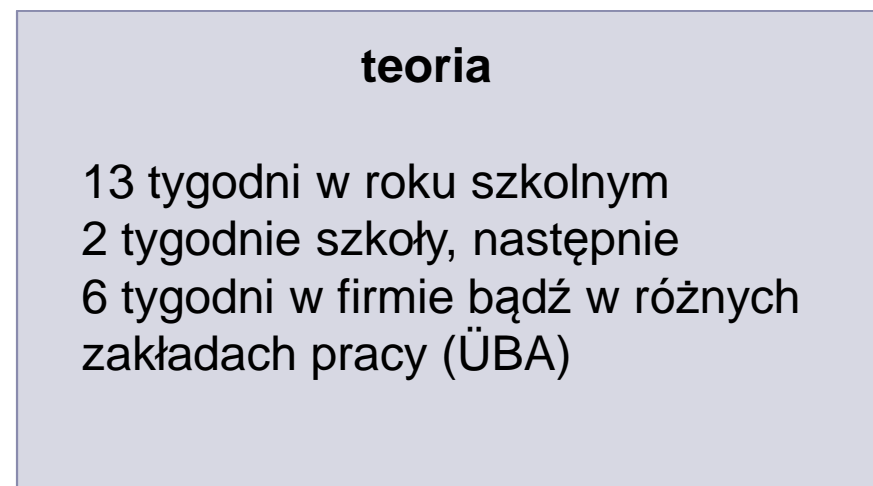 teoria
13 tygodni w roku szkolnym
2 tygodnie szkoły, następnie
6 tygodni w firmie bądź w różnych
zakładach pracy (ÜBA)